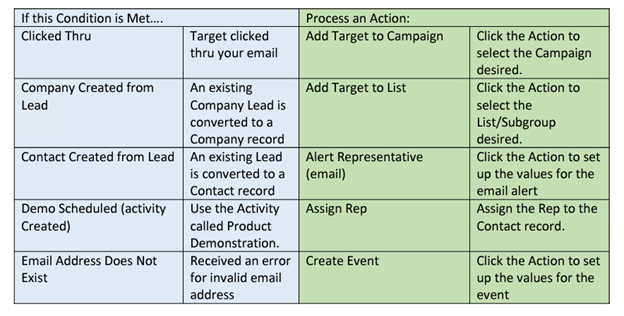 If this Condition is Met.... Process an Action:
Clicked Thru
Target clicked
thru your email
Add Target to Campaign
Click the Action to
select the Campaign
desired.
Company Created from
Lead
An existing
Company Lead is
converted to a
Company record
Add Target to List
Click the Action to
select the
List/Subgroup
desired.
Contact Created from Lead
An existing Lead
is converted to a
Contact record
Alert Representative
(email)
Click the Action to set
up the values for the
email alert
Demo Scheduled (activity
Created)
Use the Activity
called Product
Demonstration.
Assign Rep
Assign the Rep to the
Contact record.
Email Address Does Not
Exist
Received an error
for invalid email
address
Create Event
Click the Action to set
up the values for the
event